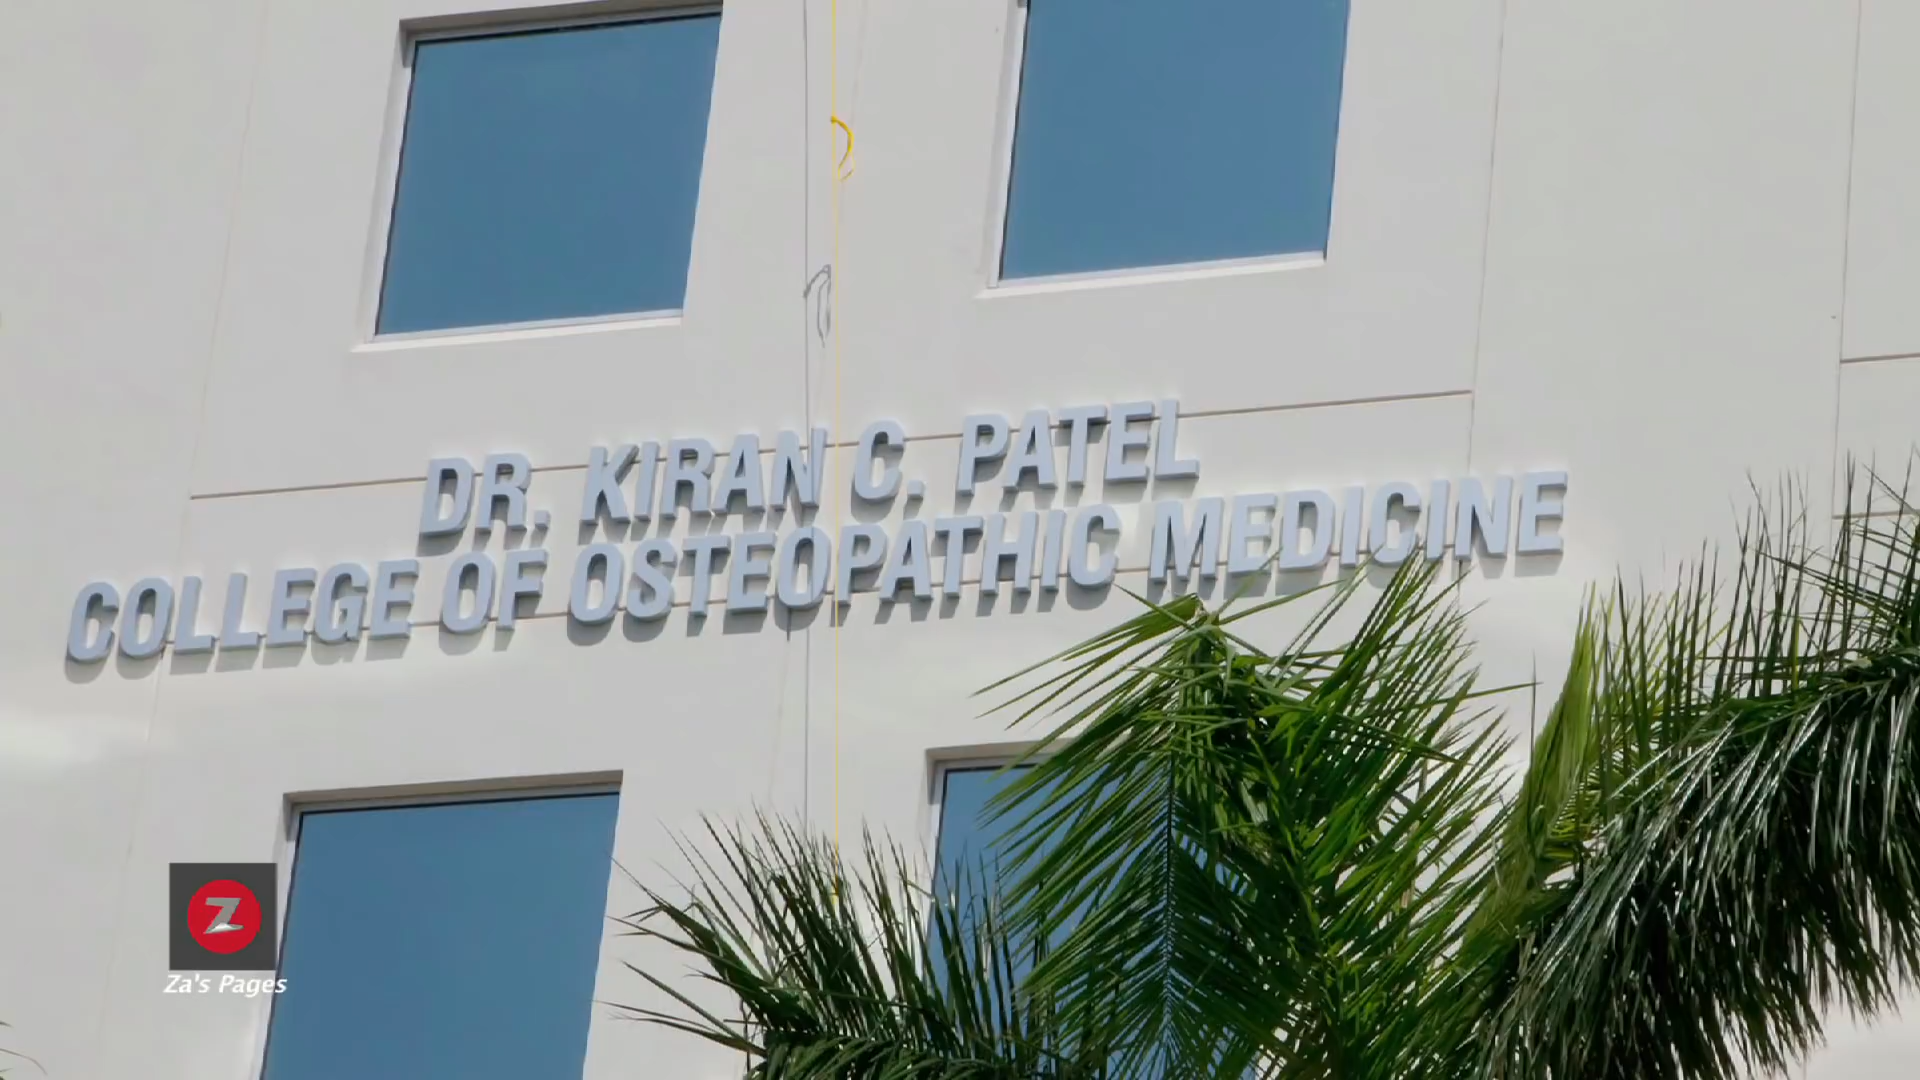 DR. KIRAN C. PATEL
COLLEGE OF OSTEOPATHIC MEDICINE
Z
Za's Pages